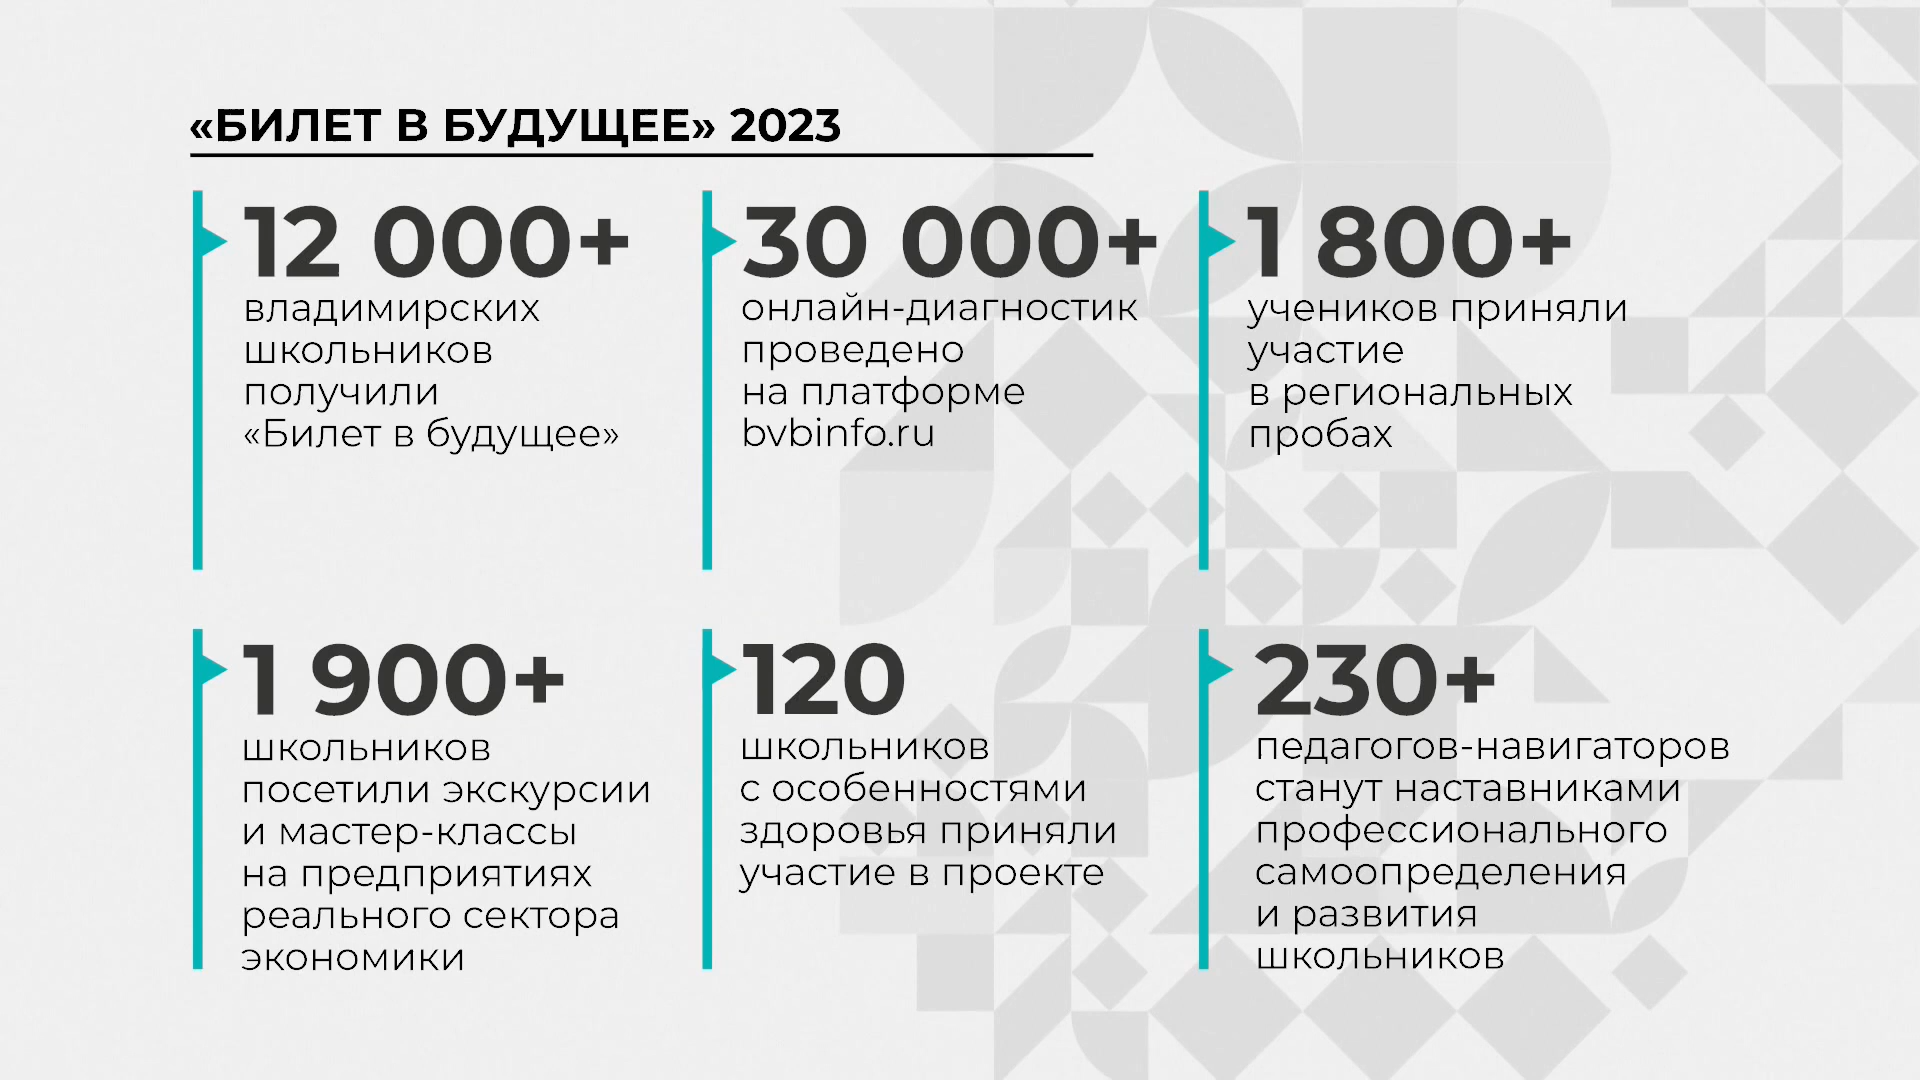 «БИЛЕТ В БУДУЩЕЕ» 2023
12 000+
владимирских
школьников
получили
«Билет в будущее»
30 000+
онлайн-диагностик
проведено
на платформе
bvbinfo.ru
1 800+
учеников приняли
участие
в региональных
пробах
1 900+
школьников
посетили экскурсии
и мастер-классы
на предприятиях
реального сектора
экономики
120
школьников
с особенностями
здоровья приняли
участие в проекте
230+
педагогов-навигаторов
станут наставниками
профессионального
самоопределения
и развития
школьников